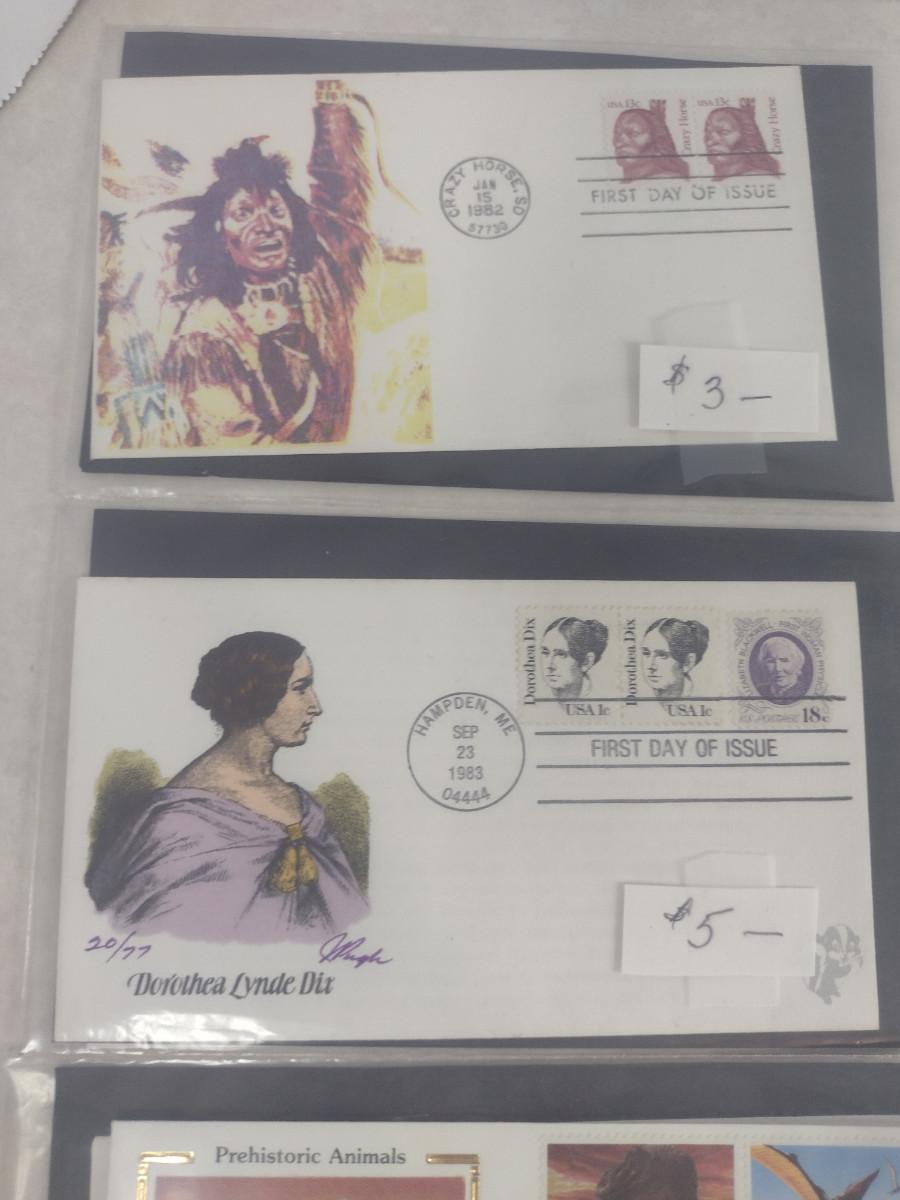 USA 13c
Crazy Horse
USA 13c
Crazy Horse
CRAZY HORSE, SD
JAN
15
1982
57730
FIRST DAY OF ISSUE
$3—
Dorothea Dix
USA 1c
Dorothea Dix
USA 1c
18c
US POSTAGE
HAMPDEN, ME
SEP
23
1983
04444
FIRST DAY OF ISSUE
20/77
Dorothea Lynde Dix
$5—
Prehistoric Animals